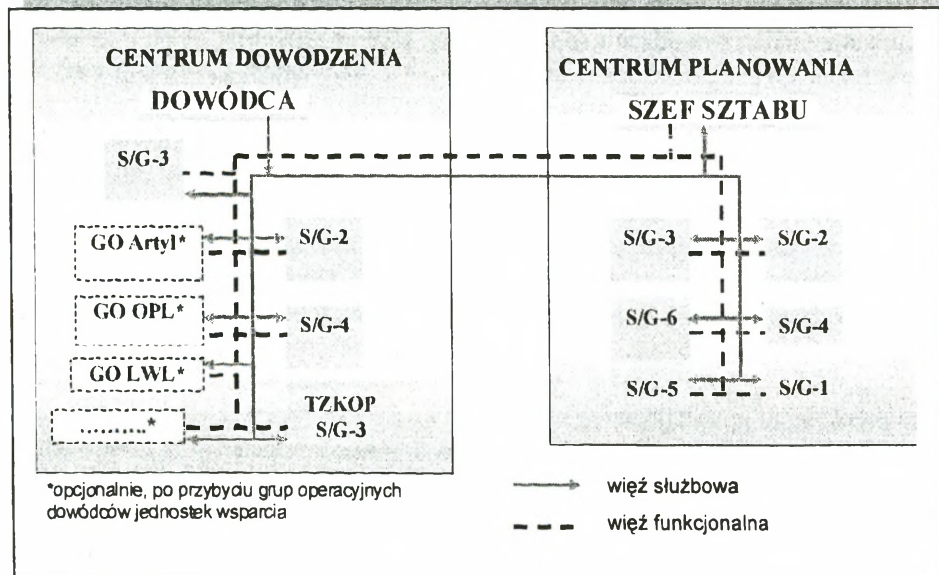 CENTRUM DOWODZENIA
DOWÓDCA
S/G-3
GO Artyl*
S/G-2
GO OPL*
S/G-4
GO LWL*
TZKOP
S/G-3
..........*
*opcjonalnie, po przybyciu grup operacyjnych
dowódców jednostek wsparcia
CENTRUM PLANOWANIA
SZEF SZTABU
S/G-3
S/G-2
S/G-6
S/G-4
S/G-5
S/G-1
więź służbowa
więź funkcjonalna